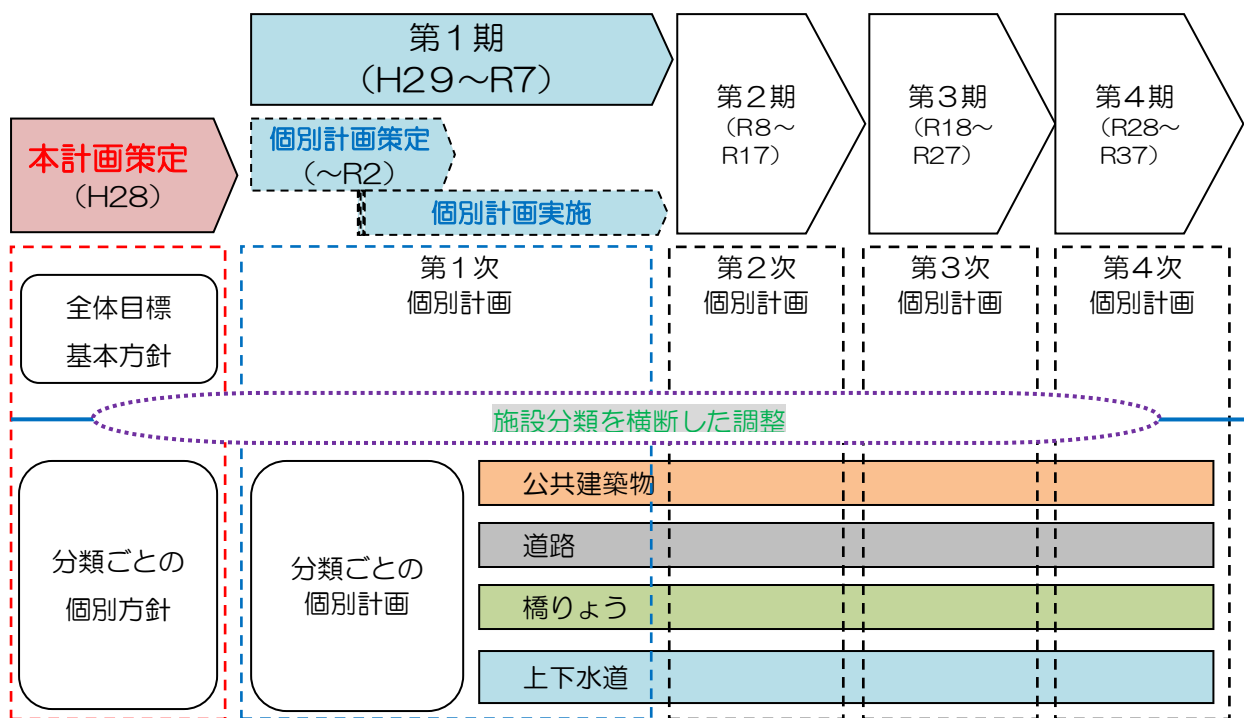 第１期
（H２９～R７）
第２期
（R８～
R17）
第３期
（R18～
R27）
第４期
（R28～
R37）
本計画策定
（H28）
個別計画策定
（～R２）
個別計画実施
全体目標
基本方針
第１次
個別計画
第２次
個別計画
第３次
個別計画
第４次
個別計画
施設分類を横断した調整
分類ごとの
個別方針
分類ごとの
個別計画
公共建築物
道路
橋りょう
上下水道